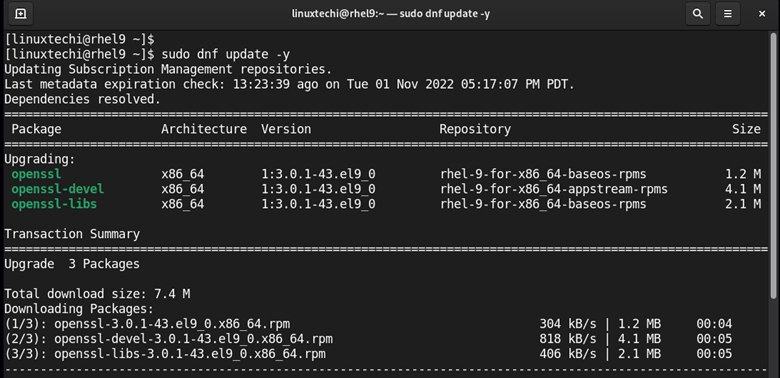 linuxtechi@rhel9:~ — sudo dnf update -y
[linuxtechi@rhel9 ~]$
[linuxtechi@rhel9 ~]$ sudo dnf update -y
Updating Subscription Management repositories.
Last metadata expiration check: 13:23:39 ago on Tue 01 Nov 2022 05:17:07 PM PDT.
Dependencies resolved.
================================================================================
Package Architecture Version Repository Size
================================================================================
Upgrading:
openssl x86_64 1:3.0.1-43.el9_0 rhel-9-for-x86_64-baseos-rpms 1.2 M
openssl-devel x86_64 1:3.0.1-43.el9_0 rhel-9-for-x86_64-appstream-rpms 4.1 M
openssl-libs x86_64 1:3.0.1-43.el9_0 rhel-9-for-x86_64-baseos-rpms 2.1 M
Transaction Summary
================================================================================
Upgrade 3 Packages
Total download size: 7.4 M
Downloading Packages:
(1/3): openssl-3.0.1-43.el9_0.x86_64.rpm 304 kB/s | 1.2 MB 00:04
(2/3): openssl-devel-3.0.1-43.el9_0.x86_64.rpm 818 kB/s | 4.1 MB 00:05
(3/3): openssl-libs-3.0.1-43.el9_0.x86_64.rpm 406 kB/s | 2.1 MB 00:05
--------------------------------------------------------------------------------